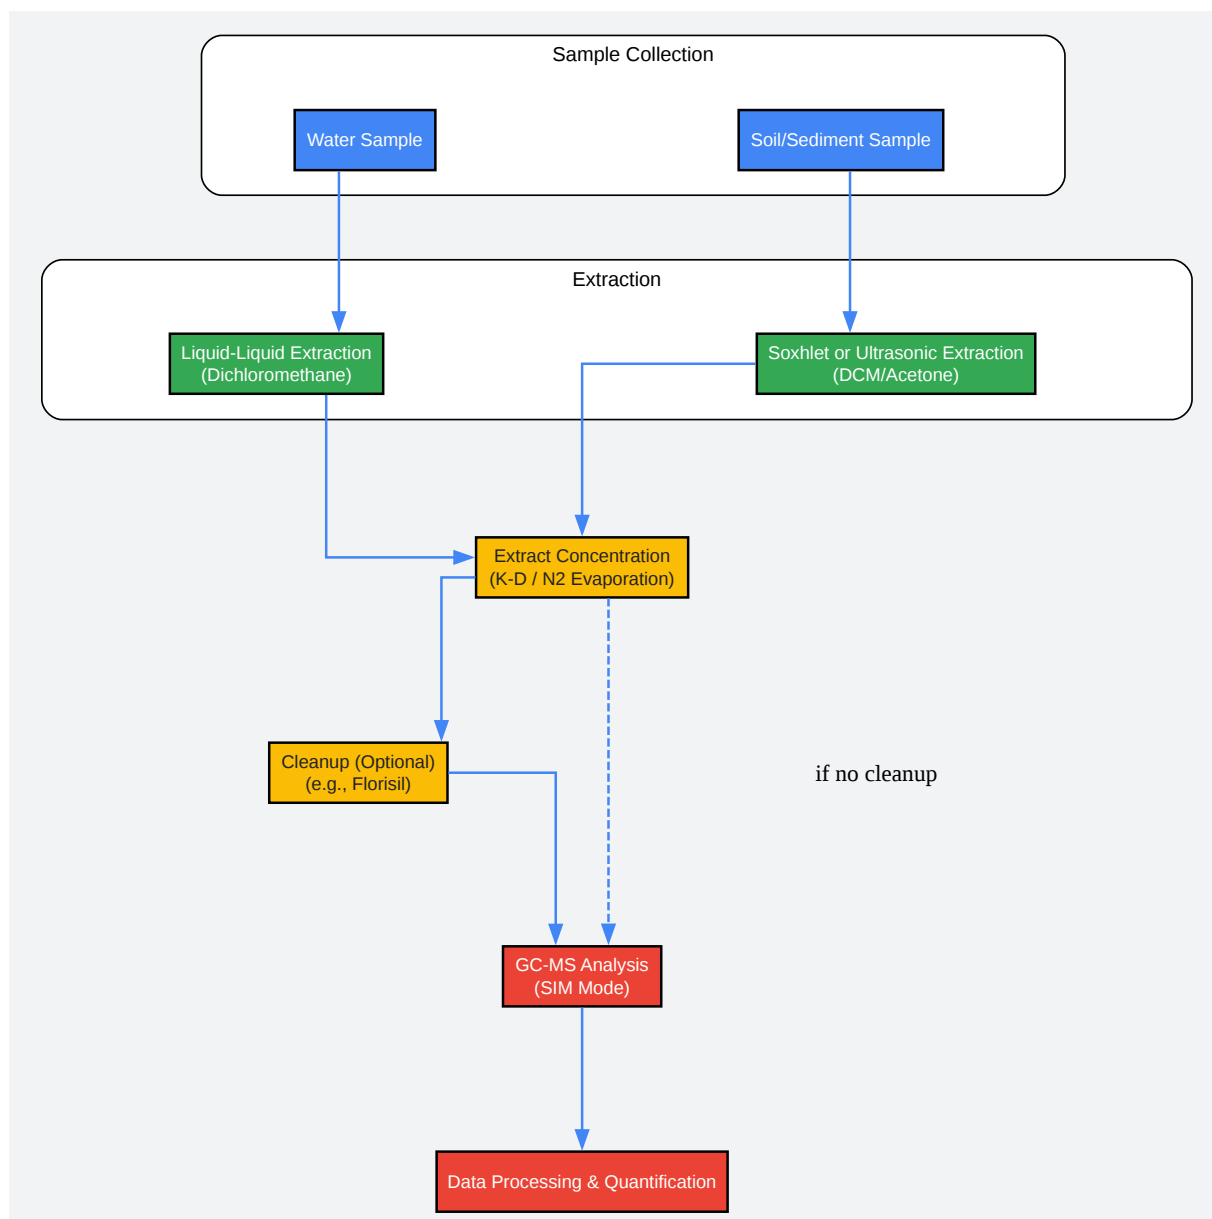 Sample Collection
Water Sample
Soil/Sediment Sample
Extraction
Liquid-Liquid Extraction
(Dichloromethane)
Soxhlet or Ultrasonic Extraction
(DCM/Acetone)
Extract Concentration
(K-D / N2 Evaporation)
Cleanup (Optional)
(e.g., Florisil)
if no cleanup
GC-MS Analysis
(SIM Mode)
Data Processing & Quantification